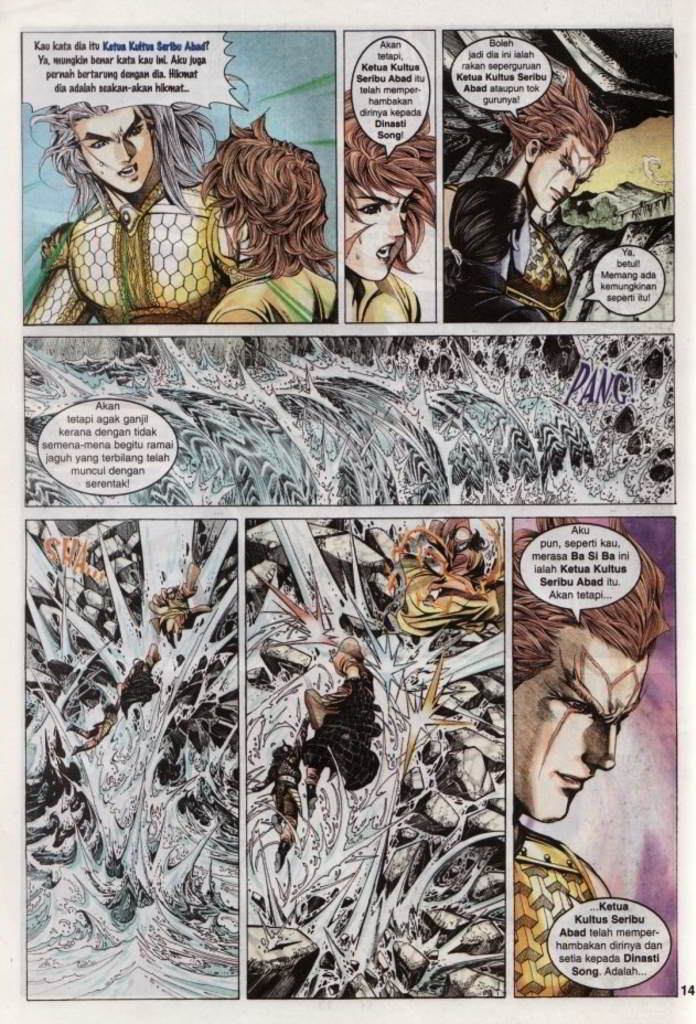 Kau kata dia itu Ketua Kultus Seribu Abad?
Ya, mungkin benar kata kau ini. Aku juga
pernah bertarung dengan dia. Hikmat
dia adalah seakan-akan hikmat...
Akan
tetapi,
Ketua Kultus
Seribu Abad itu
telah memper-
hambakan
dirinya kepada
Dinasti
Song!
Boleh
jadi dia ini ialah
rakan seperguruan
Ketua Kultus Seribu
Abad ataupun tok
gurunya!
Ya,
betul!
Memang ada
kemungkinan
seperti itu!
Akan
tetapi agak ganjil
kerana dengan tidak
semena-mena begitu ramai
jaguh yang terbilang telah
muncul dengan
serentak!
PANG!
Aku
pun, seperti kau,
merasa Ba Si Ba ini
ialah Ketua Kultus
Seribu Abad itu.
Akan tetapi...
...Ketua
Kultus Seribu
Abad telah memper-
hambakan dirinya dan
setia kepada Dinasti
Song. Adalah...
14